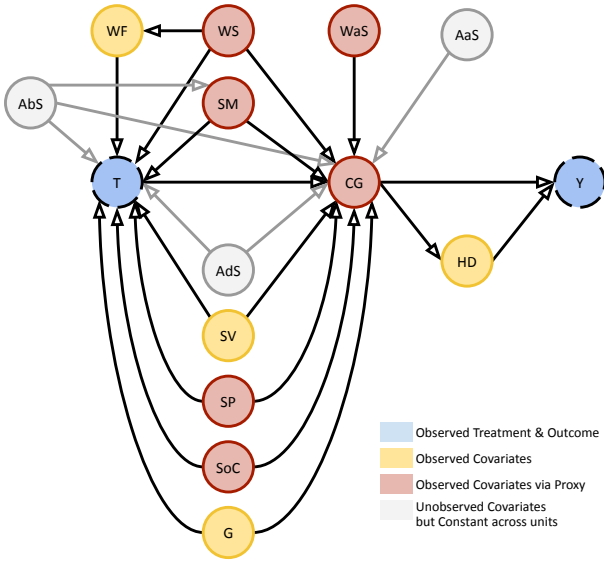 WF
WS
WaS
AaS
AbS
SM
T
CG
Y
AdS
HD
SV
SP
SoC
G
Observed Treatment & Outcome
Observed Covariates
Observed Covariates via Proxy
Unobserved Covariates
but Constant across units